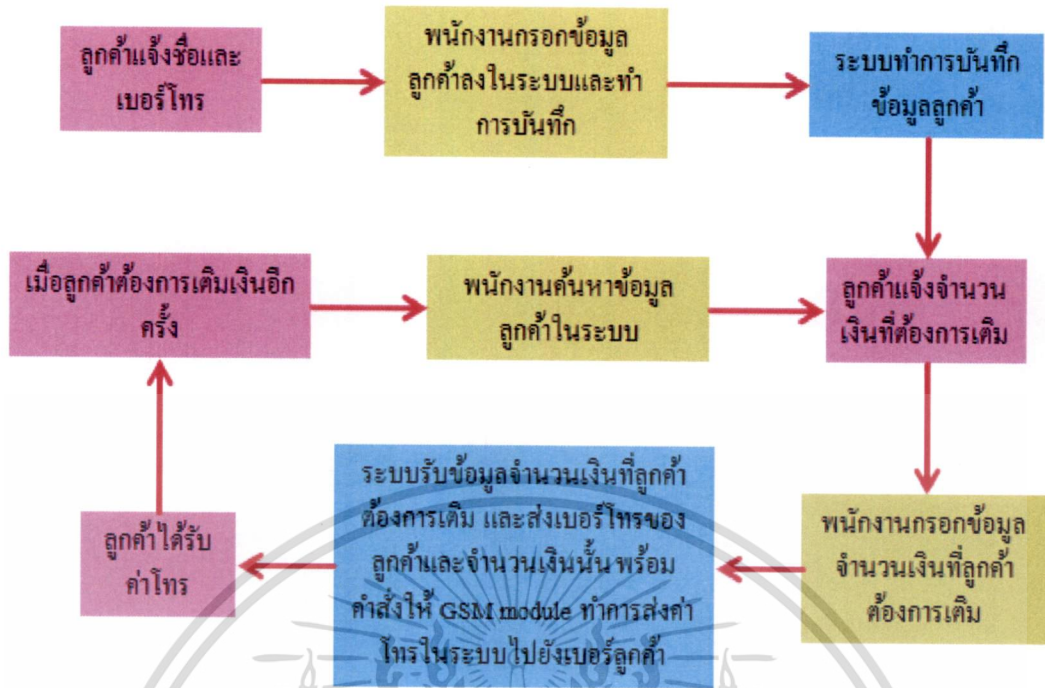 ลูกค้าแจ้งชื่อและ
เบอร์โทร
พนักงานกรอกข้อมูล
ลูกค้าลงในระบบและทำ
การบันทึก
ระบบทำการบันทึก
ข้อมูลลูกค้า
เมื่อลูกค้าต้องการเติมเงินอีก
ครั้ง
พนักงานค้นหาข้อมูล
ลูกค้าในระบบ
ลูกค้าแจ้งจำนวน
เงินที่ต้องการเติม
ลูกค้าได้รับ
ค่าโทร
ระบบรับข้อมูลจำนวนเงินที่ลูกค้า
ต้องการเติม และส่งเบอร์โทรของ
ลูกค้าและจำนวนเงินนั้น พร้อม
คำสั่งให้ GSM module ทำการส่งค่า
โทรในระบบไปยังเบอร์ลูกค้า
พนักงานกรอกข้อมูล
จำนวนเงินที่ลูกค้า
ต้องการเติม